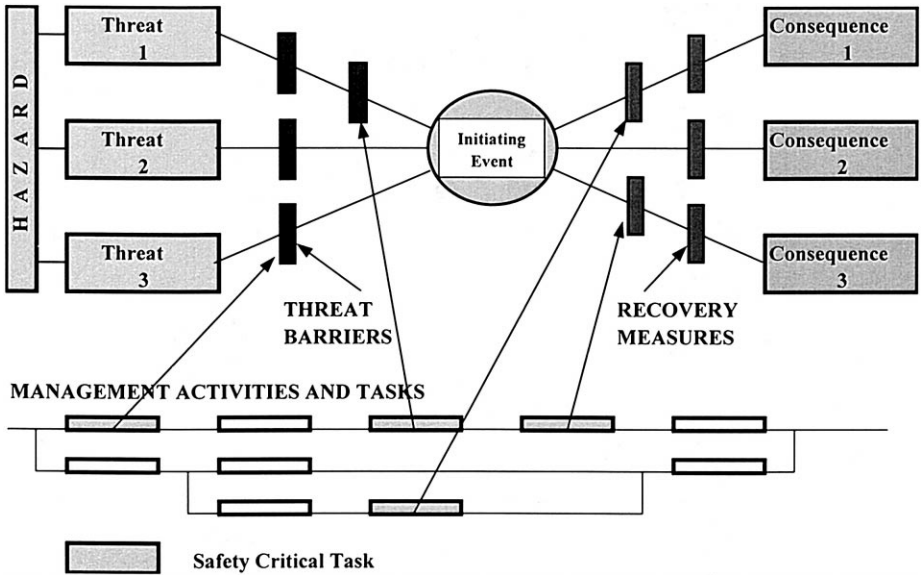 HAZARD
Threat
1
Threat
2
Threat
3
Initiating
Event
Consequence
1
Consequence
2
Consequence
3
THREAT
BARRIERS
RECOVERY
MEASURES
MANAGEMENT ACTIVITIES AND TASKS
Safety Critical Task